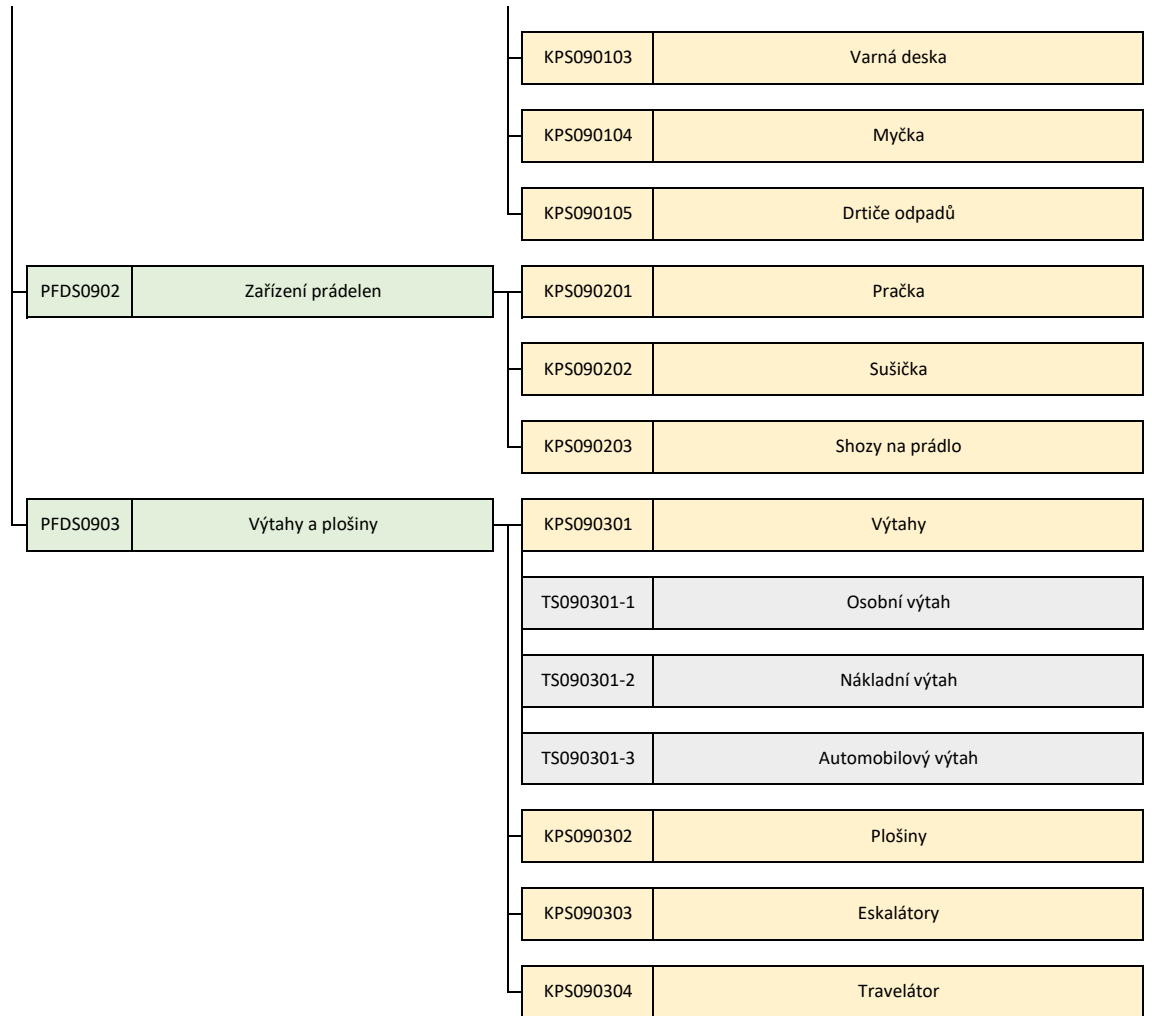 KPS090103 Varná deska
KPS090104 Myčka
KPS090105 Drtiče odpadů
PFDS0902 Zařízení prádelen KPS090201 Pračka
KPS090202 Sušička
KPS090203 Shozy na prádlo
PFDS0903 Výtahy a plošiny KPS090301 Výtahy
TS090301-1 Osobní výtah
TS090301-2 Nákladní výtah
TS090301-3 Automobilový výtah
KPS090302 Plošiny
KPS090303 Eskalátory
KPS090304 Travelátor